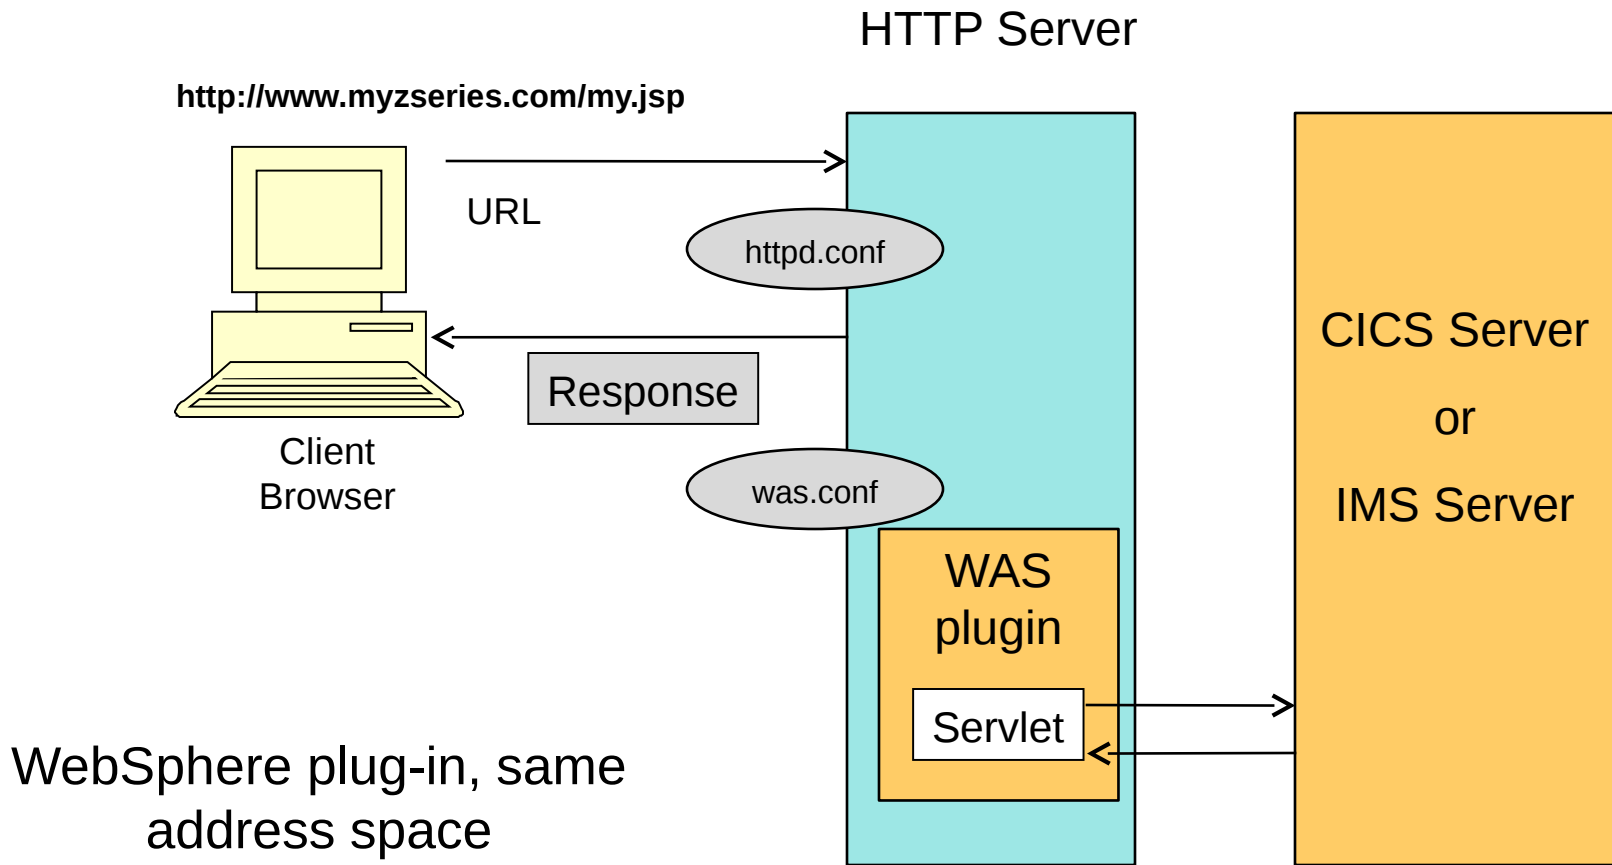 HTTP Server
http://www.myzseries.com/my.jsp
URL
httpd.conf
Response
Client
Browser
was.conf
WAS
plugin
Servlet
CICS Server
or
IMS Server
WebSphere plug-in, same
address space